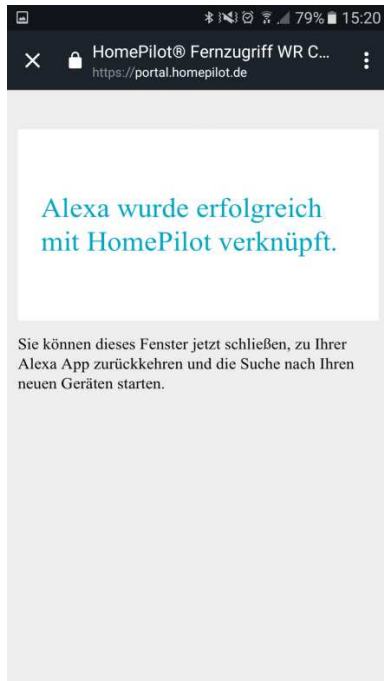 79% 15:20
HomePilot® Fernzugriff WR C...
https://portal.homepilot.de
Alexa wurde erfolgreich
mit HomePilot verknüpft.
Sie können dieses Fenster jetzt schließen, zu Ihrer
Alexa App zurückkehren und die Suche nach Ihren
neuen Geräten starten.